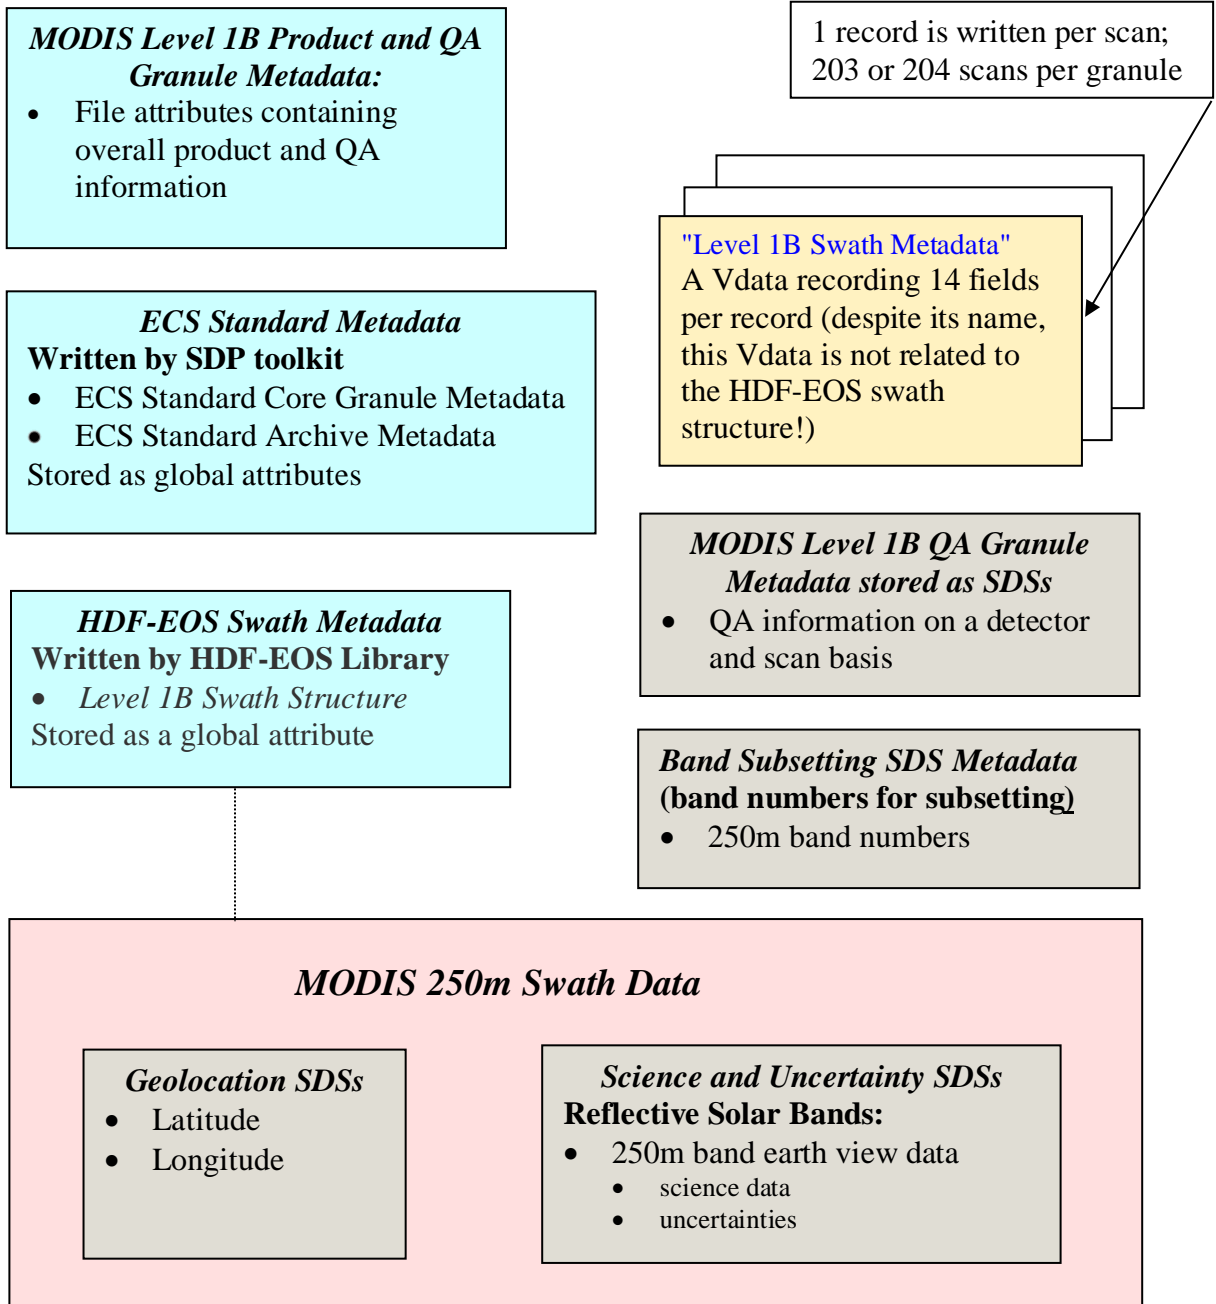 MODIS Level 1B Product and QA
Granule Metadata:
• File attributes containing
overall product and QA
information
1 record is written per scan;
203 or 204 scans per granule
"Level 1B Swath Metadata"
A Vdata recording 14 fields
per record (despite its name,
this Vdata is not related to
the HDF-EOS swath
structure!)
ECS Standard Metadata
Written by SDP toolkit
• ECS Standard Core Granule Metadata
• ECS Standard Archive Metadata
Stored as global attributes
MODIS Level 1B QA Granule
Metadata stored as SDSs
• QA information on a detector
and scan basis
HDF-EOS Swath Metadata
Written by HDF-EOS Library
• Level 1B Swath Structure
Stored as a global attribute
Band Subsetting SDS Metadata
(band numbers for subsetting)
• 250m band numbers
MODIS 250m Swath Data
Geolocation SDSs
• Latitude
• Longitude
Science and Uncertainty SDSs
Reflective Solar Bands:
• 250m band earth view data
• science data
• uncertainties